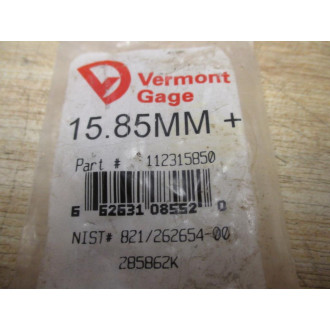 Vermont
Gage
15.85MM +
Part # 112315850
6 62631 08552 0
NIST# 821/262654-00
285862K